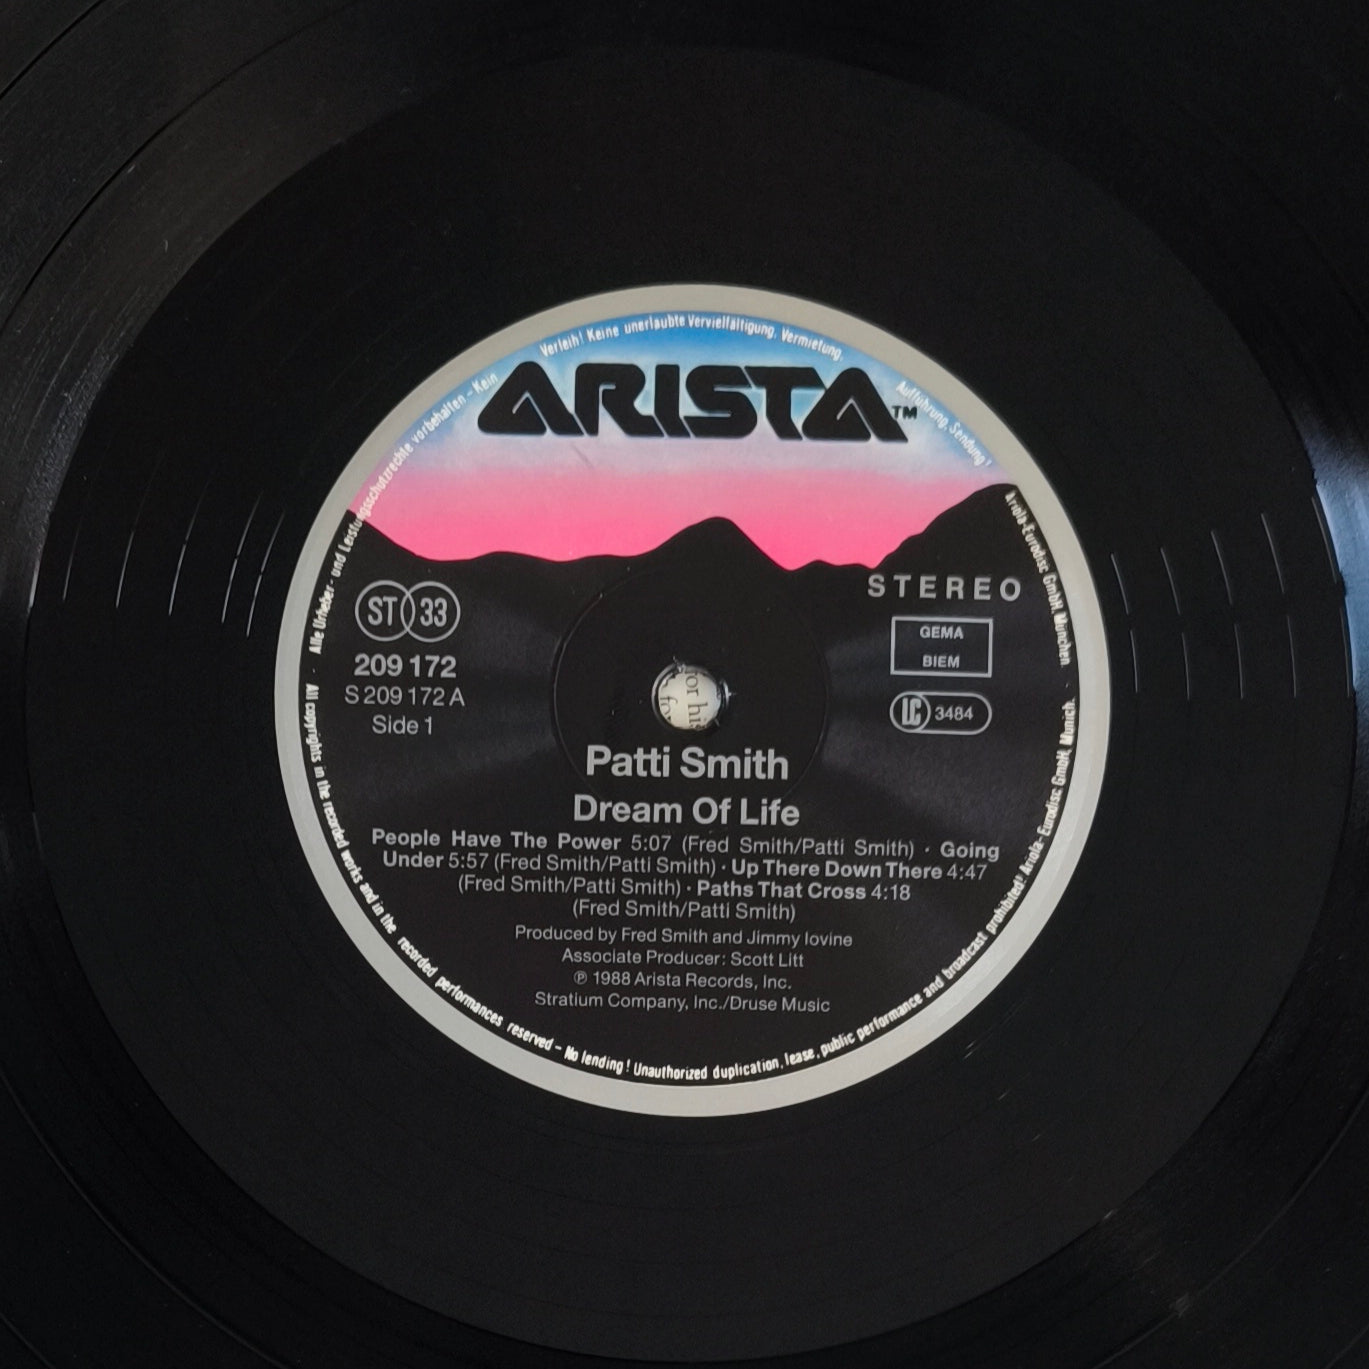 Alle Urheber- und Leistungsschutzrechte vorbehalten - Kein Verleih! Keine unerlaubte Vervielfältigung, Vermietung, Aufführung, Sendung!
Ariola-Eurodisc GmbH, München
ARISTA™
ST 33
209 172
S 209 172 A
Side 1
STEREO
GEMA
BIEM
LC 3484
or his
Patti Smith
Dream Of Life
People Have The Power 5:07 (Fred Smith/Patti Smith) · Going
Under 5:57 (Fred Smith/Patti Smith) · Up There Down There 4:47
(Fred Smith/Patti Smith) · Paths That Cross 4:18
(Fred Smith/Patti Smith)
Produced by Fred Smith and Jimmy Iovine
Associate Producer: Scott Litt
℗ 1988 Arista Records, Inc.
Stratium Company, Inc./Druse Music
· All copyrights in the recorded works and in the recorded performances reserved - No lending! Unauthorized duplication, lease, public performance and broadcast prohibited! Ariola-Eurodisc GmbH, Munich. ·